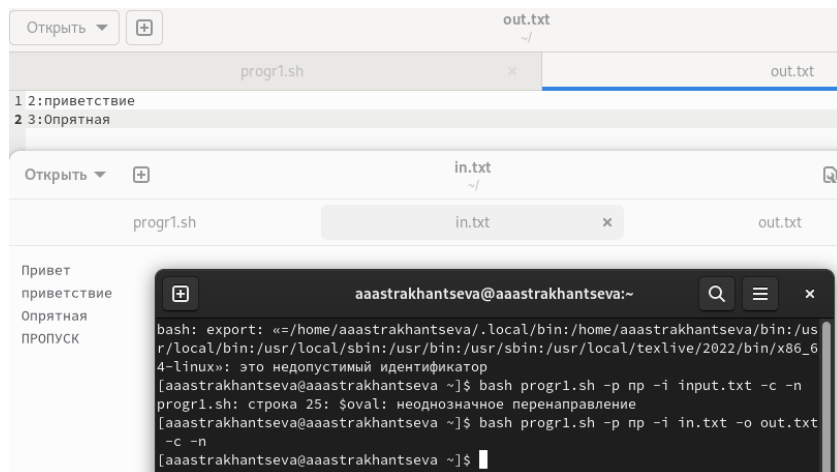 Открыть
out.txt
~/
progr1.sh
out.txt
1 2:приветствие
2 3:Опрятная
Открыть
in.txt
~/
progr1.sh
in.txt
out.txt
Привет
приветствие
Опрятная
ПРОПУСК
aaastrakhantseva@aaastrakhantseva:~
bash: export: «=/home/aaastrakhantseva/.local/bin:/home/aaastrakhantseva/bin:/us
r/local/bin:/usr/local/sbin:/usr/bin:/usr/sbin:/usr/local/texlive/2022/bin/x86_6
4-linux»: это недопустимый идентификатор
[aaastrakhantseva@aaastrakhantseva ~]$ bash progr1.sh -p пр -i input.txt -c -n
progr1.sh: строка 25: $oval: неоднозначное перенаправление
[aaastrakhantseva@aaastrakhantseva ~]$ bash progr1.sh -p пр -i in.txt -o out.txt
-c -n
[aaastrakhantseva@aaastrakhantseva ~]$